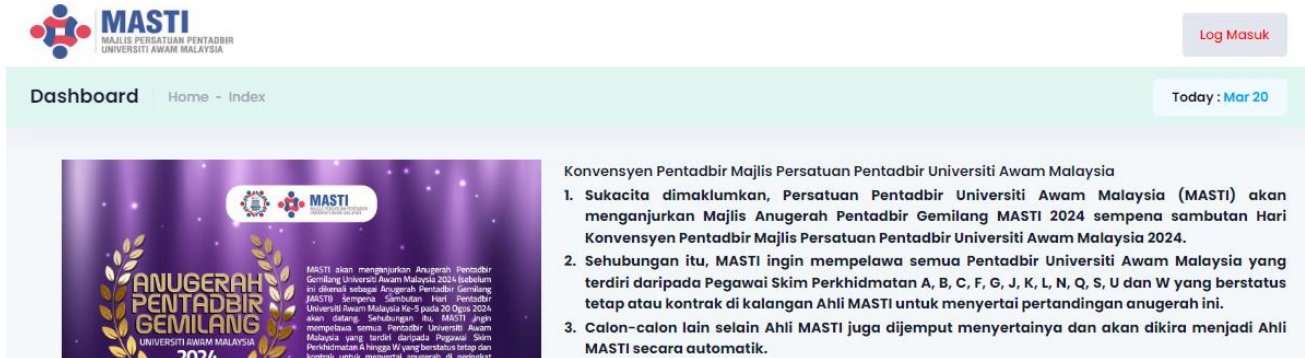 MASTI
MAJLIS PERSATUAN PENTADBIR
UNIVERSITI AWAM MALAYSIA
Log Masuk
Dashboard
Home - Index
Today : Mar 20
MASTI
ANUGERAH
PENTADBIR
GEMILANG
UNIVERSITI AWAM MALAYSIA
2024
MASTI akan menganjurkan Anugerah Pentadbir
Gemilang Universiti Awam Malaysia 2024 (sebelum
ini dikenali sebagai Anugerah Pentadbir Gemilang
MASTI) sempena Sambutan Hari Pentadbir
Universiti Awam Malaysia Ke-5 pada 20 Ogos 2024
akan datang. Sehubungan itu, MASTI ingin
mempelawa semua Pentadbir Universiti Awam
Malaysia yang terdiri daripada Pegawai Skim
Perkhidmatan A hingga W yang berstatus tetap dan
kontrak untuk menyertai anugerah di peringkat
Konvensyen Pentadbir Majlis Persatuan Pentadbir Universiti Awam Malaysia
1. Sukacita dimaklumkan, Persatuan Pentadbir Universiti Awam Malaysia (MASTI) akan
menganjurkan Majlis Anugerah Pentadbir Gemilang MASTI 2024 sempena sambutan Hari
Konvensyen Pentadbir Majlis Persatuan Pentadbir Universiti Awam Malaysia 2024.
2. Sehubungan itu, MASTI ingin mempelawa semua Pentadbir Universiti Awam Malaysia yang
terdiri daripada Pegawai Skim Perkhidmatan A, B, C, F, G, J, K, L, N, Q, S, U dan W yang berstatus
tetap atau kontrak di kalangan Ahli MASTI untuk menyertai pertandingan anugerah ini.
3. Calon-calon lain selain Ahli MASTI juga dijemput menyertainya dan akan dikira menjadi Ahli
MASTI secara automatik.